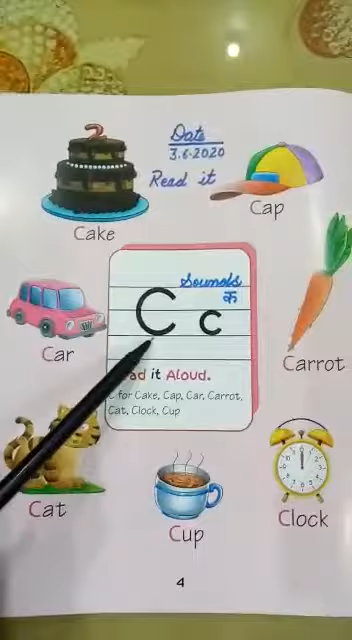 2
Date
3.6.2020
Read it
Cake
Cap
Sounds
क
C c
Car
Carrot
ad it Aloud.
C for Cake, Cap, Car, Carrot,
Cat, Clock, Cup
Cat
Cup
Clock
4